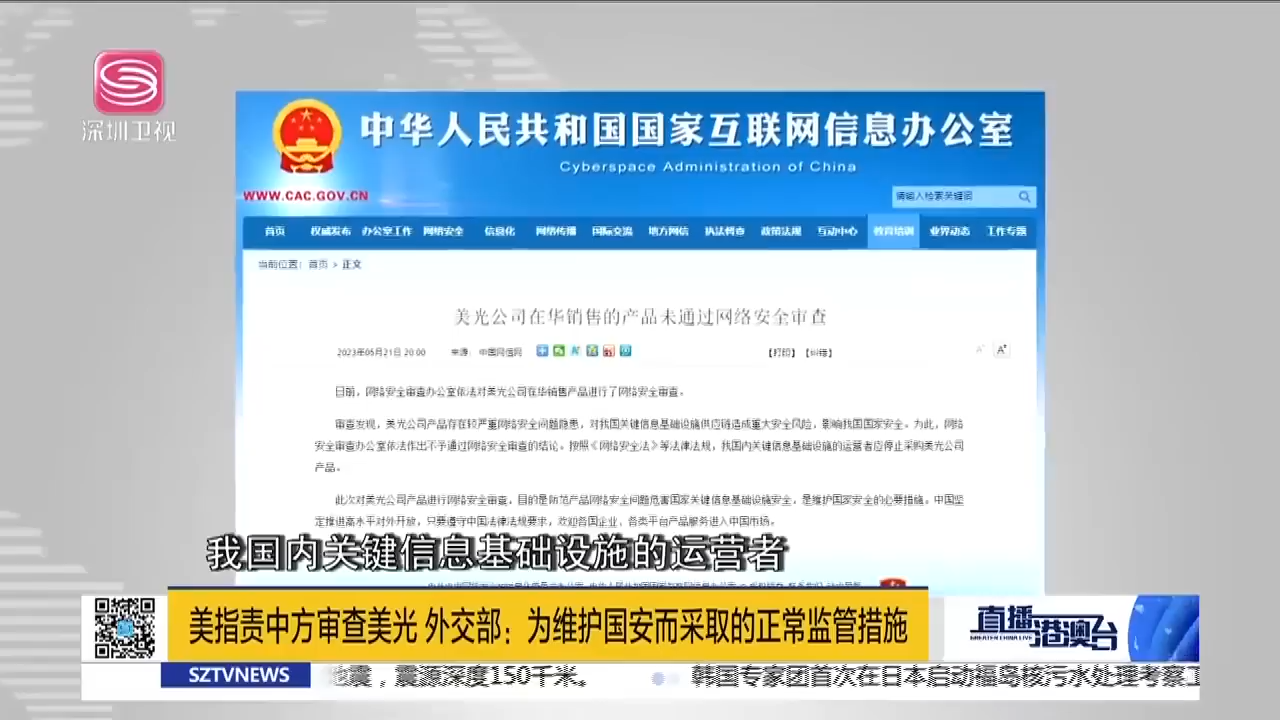 深圳卫视
中华人民共和国国家互联网信息办公室
Cyberspace Administration of China
WWW.CAC.GOV.CN
请输入检索关键词
首页 权威发布 办公室工作 网络安全 信息化 网络传播 国际交流 地方网信 执法督查 政策法规 互动中心 教育培训 业界动态 工作专题
当前位置: 首页 > 正文
美光公司在华销售的产品未通过网络安全审查
2023年05月21日 20:00 来源: 中国网信网 【打印】【纠错】
A⁻ A⁺
日前，网络安全审查办公室依法对美光公司在华销售产品进行了网络安全审查。
审查发现，美光公司产品存在较严重网络安全问题隐患，对我国关键信息基础设施供应链造成重大安全风险，影响我国国家安全。为此，网络
安全审查办公室依法作出不予通过网络安全审查的结论。按照《网络安全法》等法律法规，我国内关键信息基础设施的运营者应停止采购美光公司
产品。
此次对美光公司产品进行网络安全审查，目的是防范产品网络安全问题危害国家关键信息基础设施安全，是维护国家安全的必要措施。中国坚
定推进高水平对外开放，只要遵守中国法律法规要求，欢迎各国企业、各类平台产品服务进入中国市场。
我国内关键信息基础设施的运营者
美指责中方审查美光 外交部：为维护国安而采取的正常监管措施
直播港澳台
GREATER CHINA LIVE
SZTVNEWS
震，震源深度150千米。 韩国专家团首次在日本启动福岛核污水处理考察